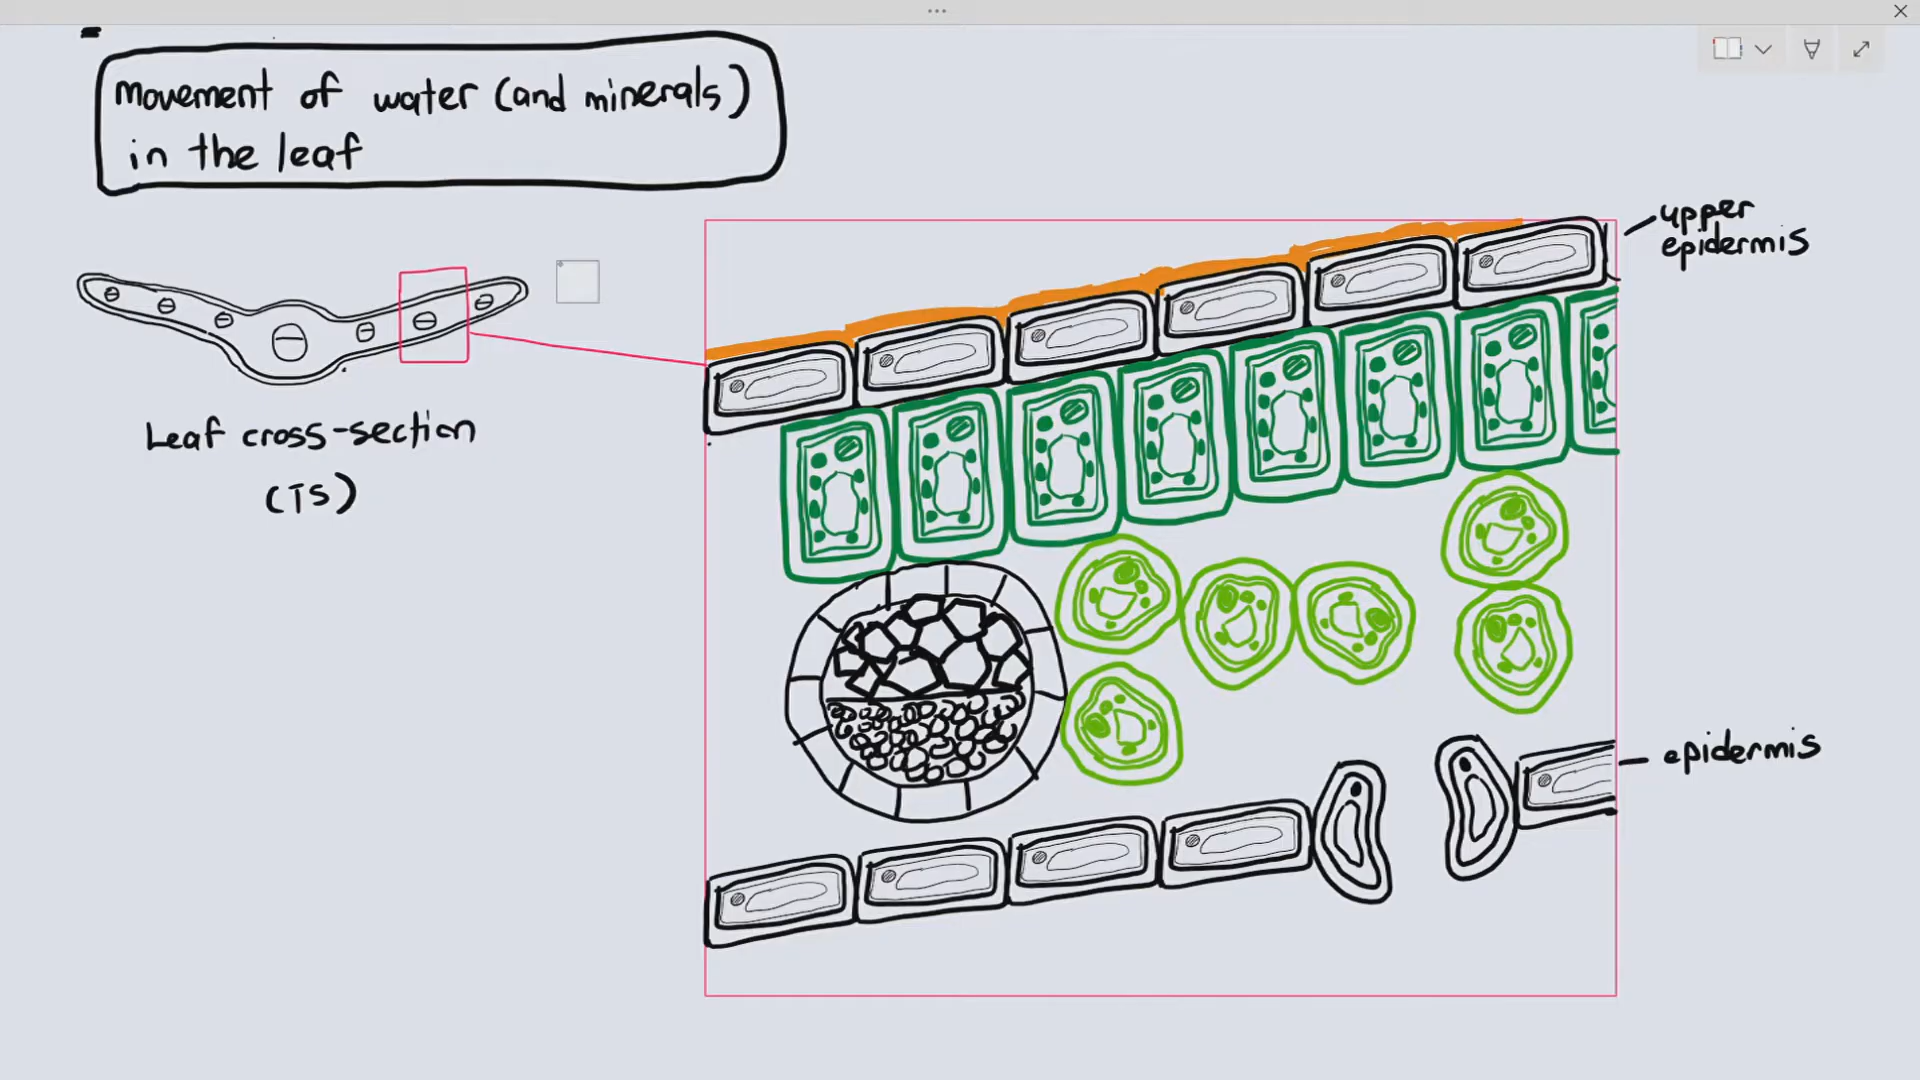 movement of water (and minerals)
in the leaf
upper
epidermis
Leaf cross-section
(TS)
epidermis